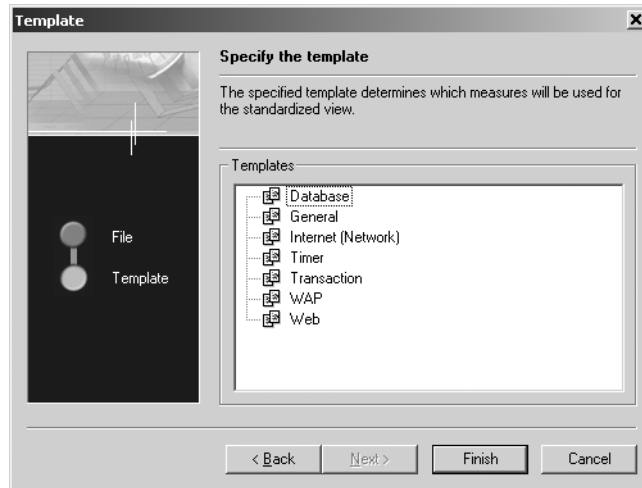 Template
Specify the template
The specified template determines which measures will be used for
the standardized view.
Templates
Database
General
Internet (Network)
Timer
Transaction
WAP
Web
File
Template
< Back
Next >
Finish
Cancel